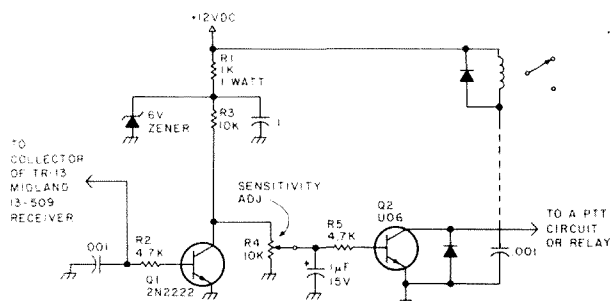 +12VDC
R1
1K
1 WATT
6V
ZENER
R3
10K
.1
TO
COLLECTOR
OF TR-13
MIDLAND
13-509
RECEIVER
SENSITIVITY
ADJ
.001
R2
4.7K
Q1
2N2222
R4
10K
R5
4.7K
+
1µF
15V
Q2
U06
TO A PTT
CIRCUIT
OR RELAY
.001